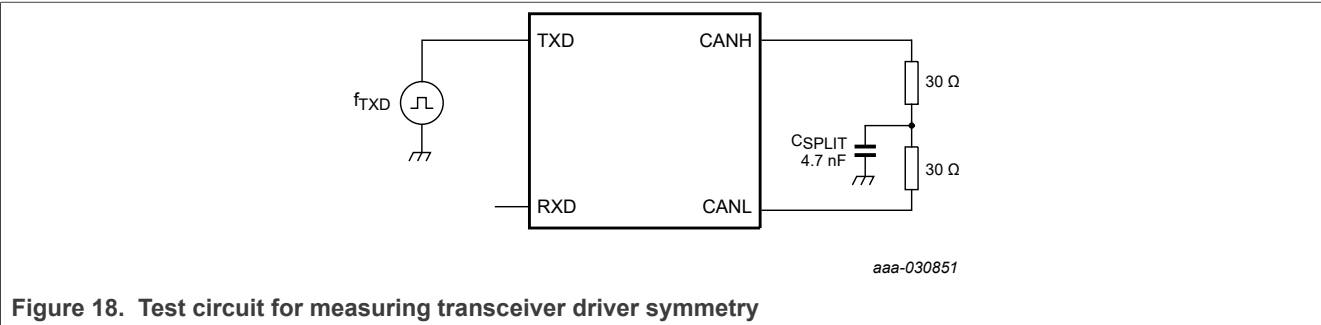 TXD
CANH
30 Ω
fTXD
CSPLIT
4.7 nF
30 Ω
RXD
CANL
aaa-030851
Figure 18. Test circuit for measuring transceiver driver symmetry